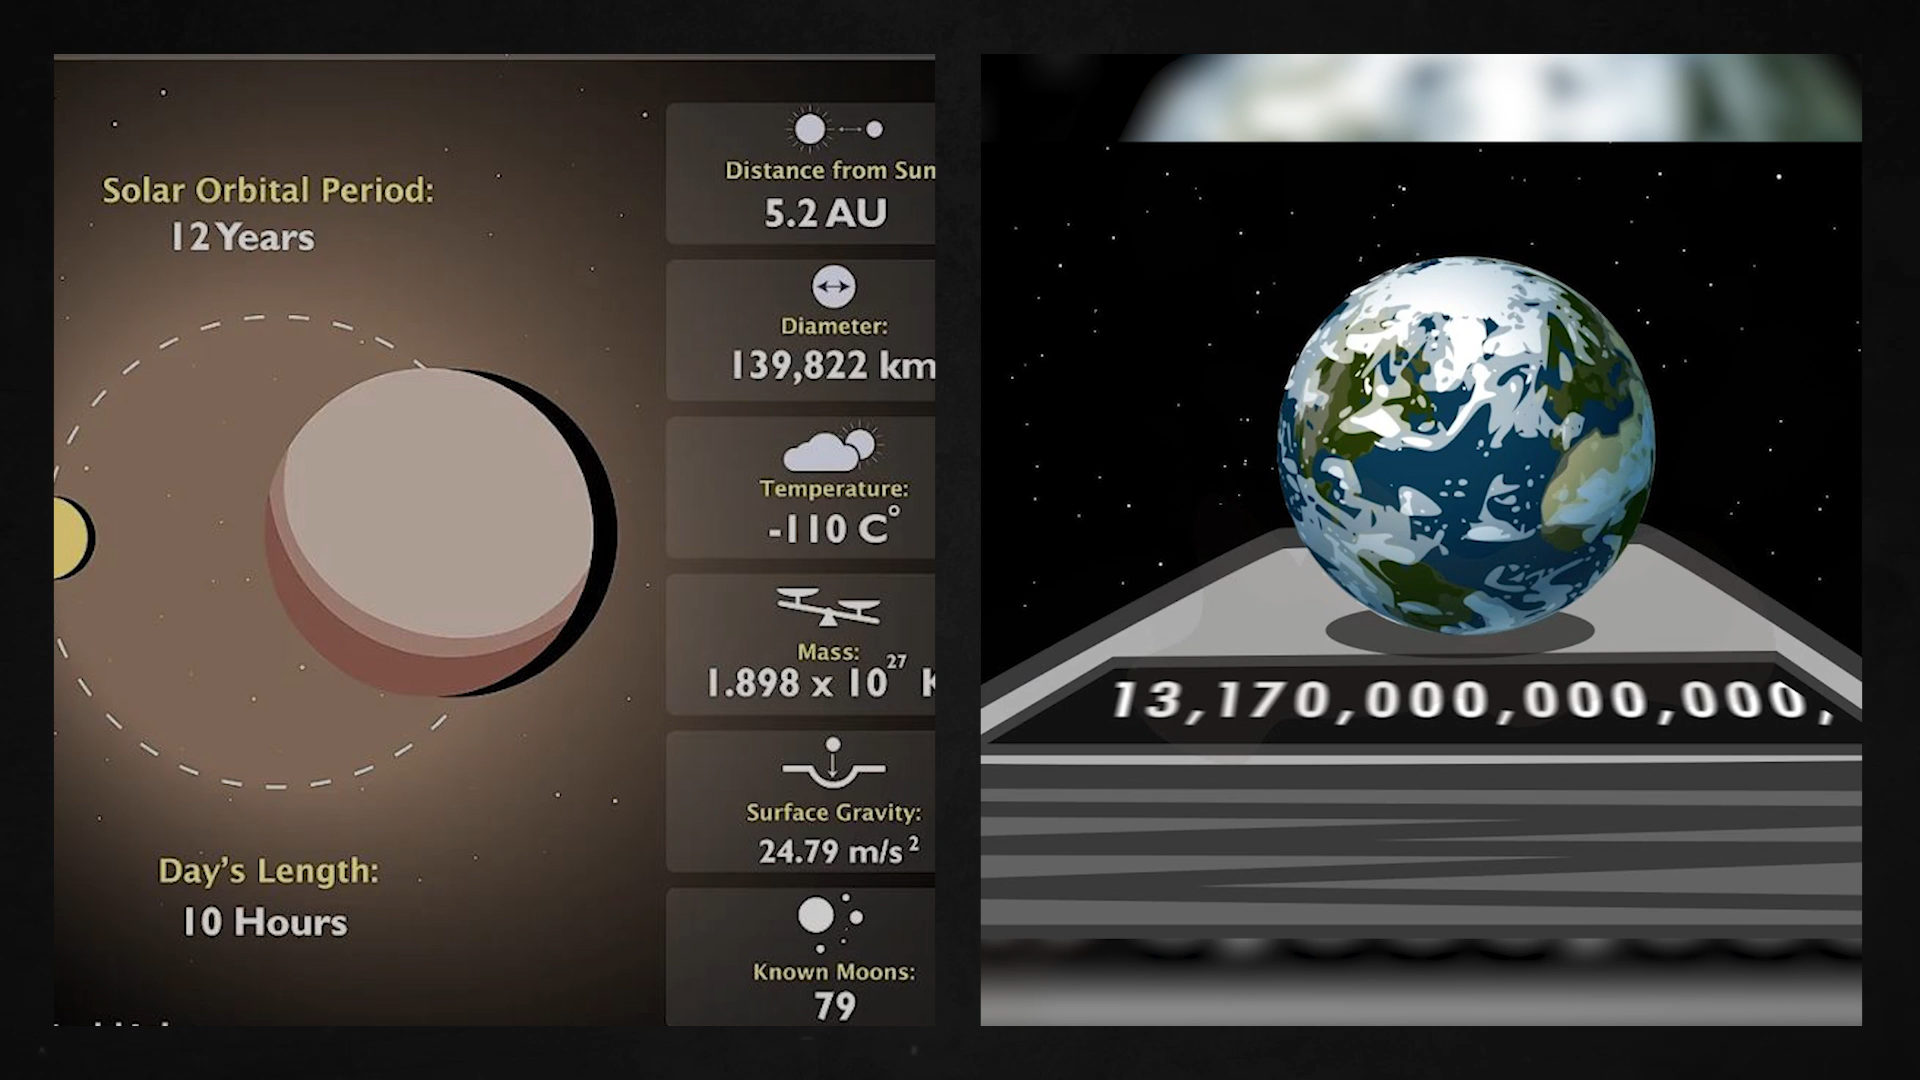 Solar Orbital Period:
12 Years
Day's Length:
10 Hours
Distance from Sun
5.2 AU
Diameter:
139,822 km
Temperature:
-110 C°
Mass:
1.898 x 10²⁷
Surface Gravity:
24.79 m/s²
Known Moons:
79
13,170,000,000,000,